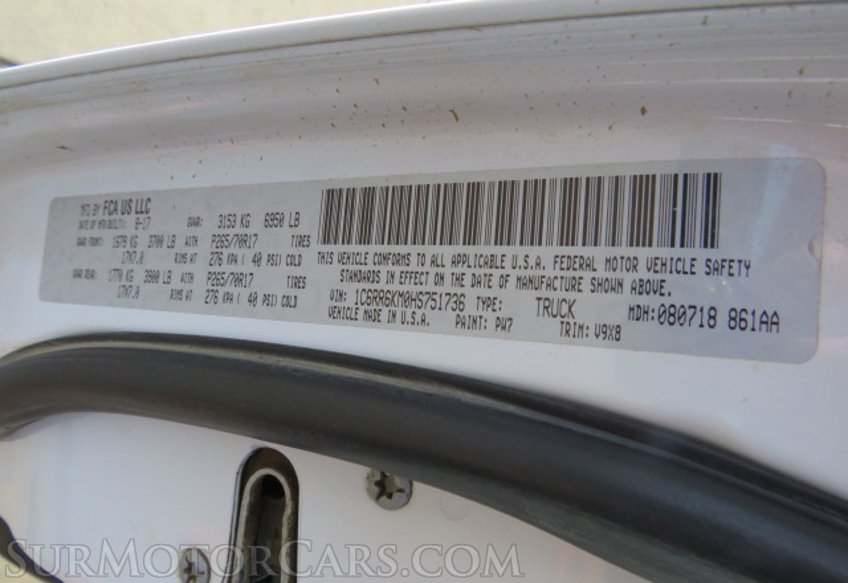 MFD BY FCA US LLC
DATE OF MFR/BUILT: 8-17 GVWR: 3153 KG 6950 LB
GAWR FRONT: 1679 KG 3700 LB WITH P265/70R17 TIRES
17X7.0 RIMS AT 276 KPA ( 40 PSI) COLD
GAWR REAR: 1770 KG 3900 LB WITH P265/70R17 TIRES
17X7.0 RIMS AT 276 KPA ( 40 PSI) COLD
THIS VEHICLE CONFORMS TO ALL APPLICABLE U.S.A. FEDERAL MOTOR VEHICLE SAFETY
STANDARDS IN EFFECT ON THE DATE OF MANUFACTURE SHOWN ABOVE.
VIN: 1C6RR6KM0HS751736 TYPE: TRUCK MDH: 080718 861AA
VEHICLE MADE IN U.S.A. PAINT: PW7 TRIM: V9X8
SURMOTORCARS.COM